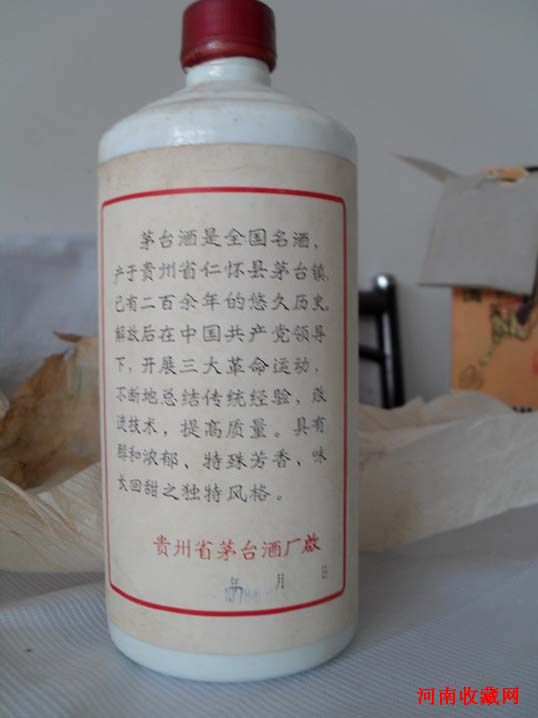 茅台酒是全国名酒，
产于贵州省仁怀县茅台镇，
已有二百余年的悠久历史。
解放后在中国共产党领导
下，开展三大革命运动，
不断地总结传统经验，改
进技术，提高质量。具有
醇和浓郁、特殊芳香，味
长回甜之独特风格。
贵州省茅台酒厂啟
年 月 日
河南收藏网